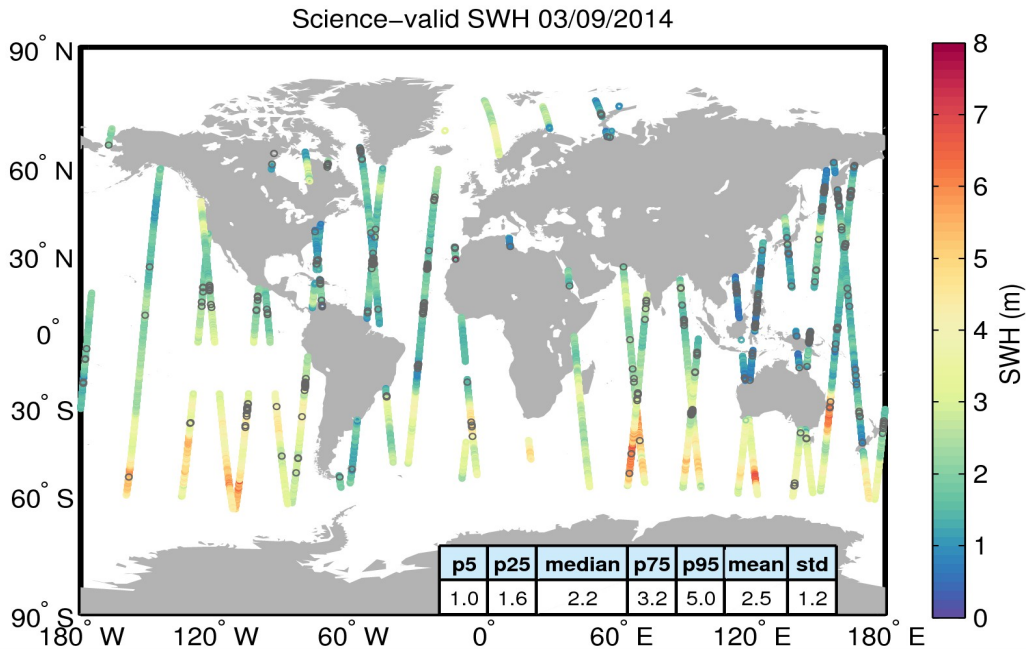 Science−valid SWH 03/09/2014
90° N
60° N
30° N
0°
30° S
60° S
90° S
180° W
120° W
60° W
0°
60° E
120° E
180° E
p5 p25 median p75 p95 mean std
1.0 1.6 2.2 3.2 5.0 2.5 1.2
8
7
6
5
4
3
2
1
0
SWH (m)